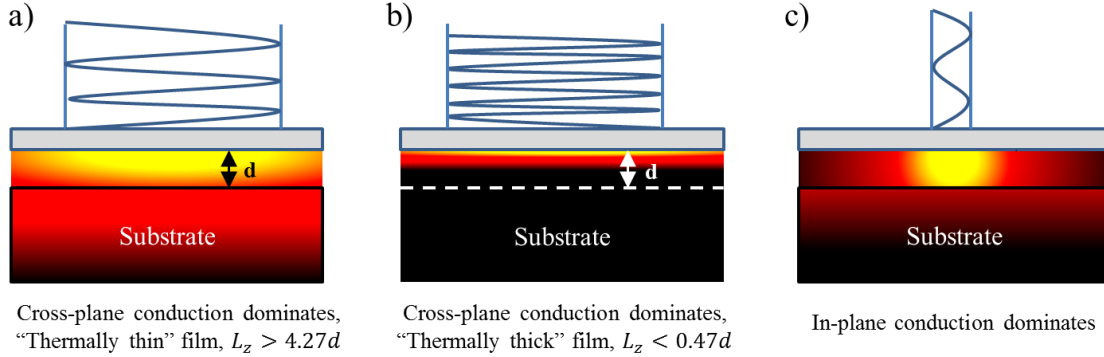 a)
b)
c)
d
d
Substrate
Substrate
Substrate
Cross-plane conduction dominates,
“Thermally thin” film, L_z > 4.27d
Cross-plane conduction dominates,
“Thermally thick” film, L_z < 0.47d
In-plane conduction dominates